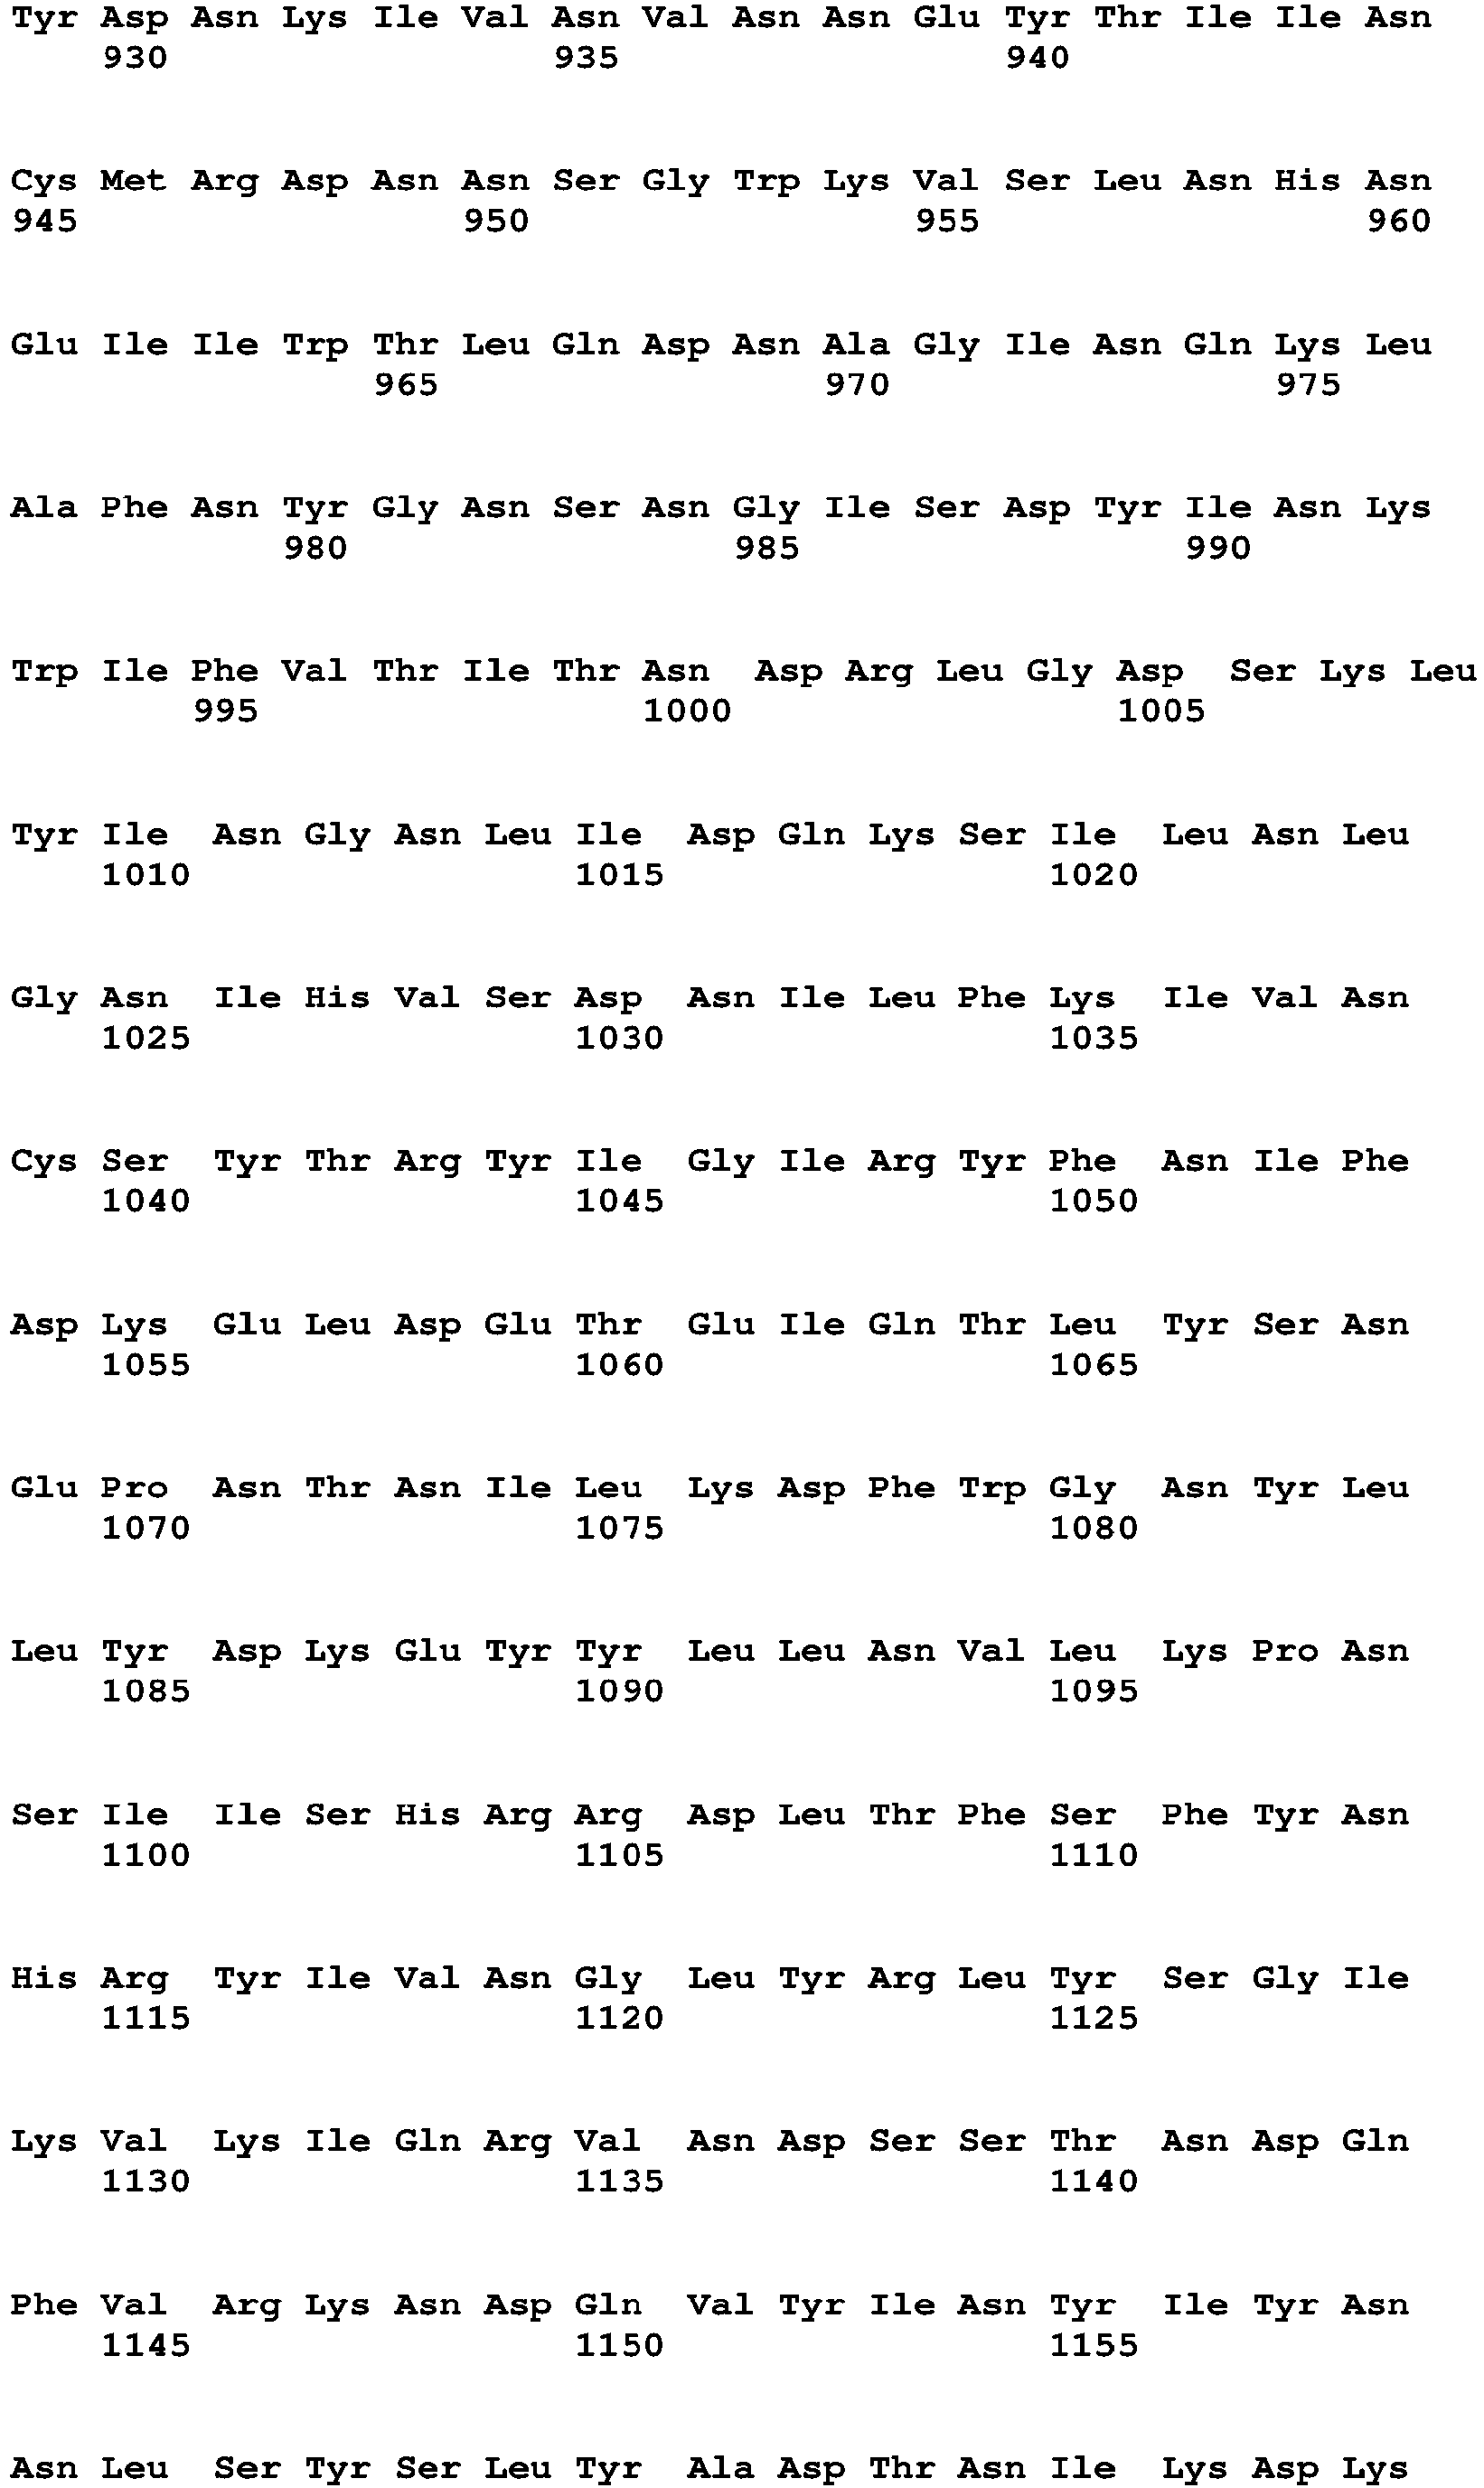 Tyr Asp Asn Lys Ile Val Asn Val Asn Asn Glu Tyr Thr Ile Ile Asn
930 935 940
Cys Met Arg Asp Asn Asn Ser Gly Trp Lys Val Ser Leu Asn His Asn
945 950 955 960
Glu Ile Ile Trp Thr Leu Gln Asp Asn Ala Gly Ile Asn Gln Lys Leu
965 970 975
Ala Phe Asn Tyr Gly Asn Ser Asn Gly Ile Ser Asp Tyr Ile Asn Lys
980 985 990
Trp Ile Phe Val Thr Ile Thr Asn Asp Arg Leu Gly Asp Ser Lys Leu
995 1000 1005
Tyr Ile Asn Gly Asn Leu Ile Asp Gln Lys Ser Ile Leu Asn Leu
1010 1015 1020
Gly Asn Ile His Val Ser Asp Asn Ile Leu Phe Lys Ile Val Asn
1025 1030 1035
Cys Ser Tyr Thr Arg Tyr Ile Gly Ile Arg Tyr Phe Asn Ile Phe
1040 1045 1050
Asp Lys Glu Leu Asp Glu Thr Glu Ile Gln Thr Leu Tyr Ser Asn
1055 1060 1065
Glu Pro Asn Thr Asn Ile Leu Lys Asp Phe Trp Gly Asn Tyr Leu
1070 1075 1080
Leu Tyr Asp Lys Glu Tyr Tyr Leu Leu Asn Val Leu Lys Pro Asn
1085 1090 1095
Ser Ile Ile Ser His Arg Arg Asp Leu Thr Phe Ser Phe Tyr Asn
1100 1105 1110
His Arg Tyr Ile Val Asn Gly Leu Tyr Arg Leu Tyr Ser Gly Ile
1115 1120 1125
Lys Val Lys Ile Gln Arg Val Asn Asp Ser Ser Thr Asn Asp Gln
1130 1135 1140
Phe Val Arg Lys Asn Asp Gln Val Tyr Ile Asn Tyr Ile Tyr Asn
1145 1150 1155
Asn Leu Ser Tyr Ser Leu Tyr Ala Asp Thr Asn Ile Lys Asp Lys